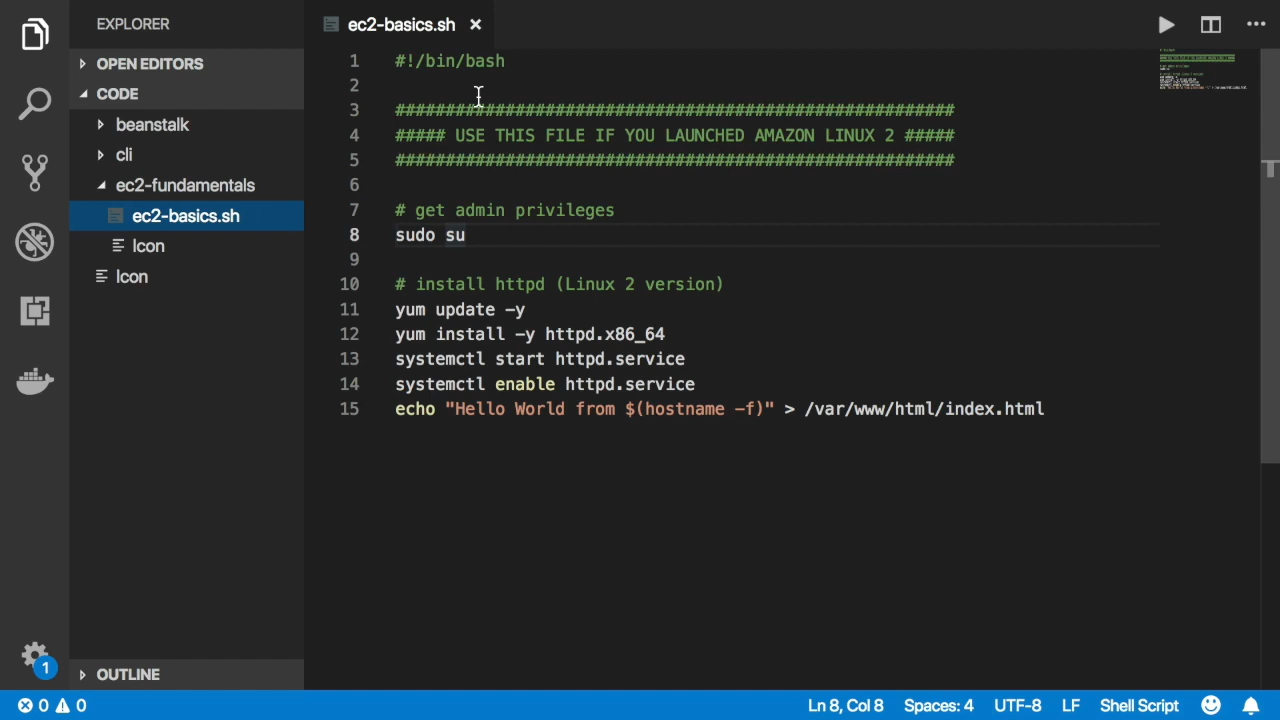 EXPLORER
OPEN EDITORS
CODE
beanstalk
cli
ec2-fundamentals
ec2-basics.sh
Icon
Icon
OUTLINE
1
ec2-basics.sh
1 #!/bin/bash
2
3 ########################################################
4 ##### USE THIS FILE IF YOU LAUNCHED AMAZON LINUX 2 #####
5 ########################################################
6
7 # get admin privileges
8 sudo su
9
10 # install httpd (Linux 2 version)
11 yum update -y
12 yum install -y httpd.x86_64
13 systemctl start httpd.service
14 systemctl enable httpd.service
15 echo "Hello World from $(hostname -f)" > /var/www/html/index.html
0 0 Ln 8, Col 8 Spaces: 4 UTF-8 LF Shell Script